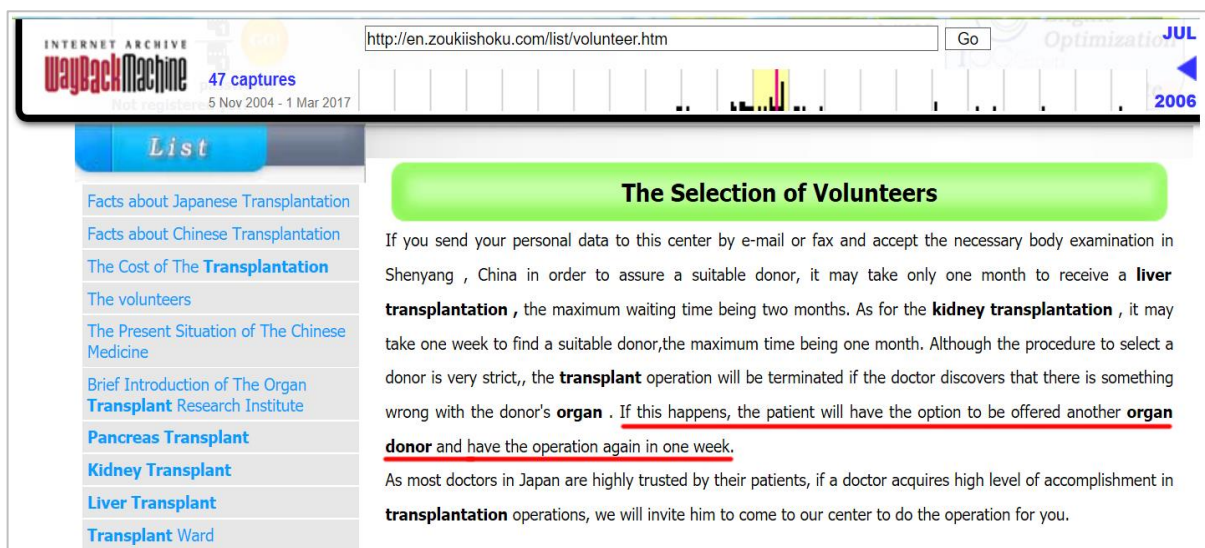 INTERNET ARCHIVE
WayBackMachine
http://en.zoukiishoku.com/list/volunteer.htm
Go
JUL
47 captures
5 Nov 2004 - 1 Mar 2017
2006
Optimization
Not registere
List
Facts about Japanese Transplantation
Facts about Chinese Transplantation
The Cost of The Transplantation
The volunteers
The Present Situation of The Chinese
Medicine
Brief Introduction of The Organ
Transplant Research Institute
Pancreas Transplant
Kidney Transplant
Liver Transplant
Transplant Ward
The Selection of Volunteers
If you send your personal data to this center by e-mail or fax and accept the necessary body examination in
Shenyang , China in order to assure a suitable donor, it may take only one month to receive a liver
transplantation , the maximum waiting time being two months. As for the kidney transplantation , it may
take one week to find a suitable donor,the maximum time being one month. Although the procedure to select a
donor is very strict,, the transplant operation will be terminated if the doctor discovers that there is something
wrong with the donor's organ . If this happens, the patient will have the option to be offered another organ
donor and have the operation again in one week.
As most doctors in Japan are highly trusted by their patients, if a doctor acquires high level of accomplishment in
transplantation operations, we will invite him to come to our center to do the operation for you.